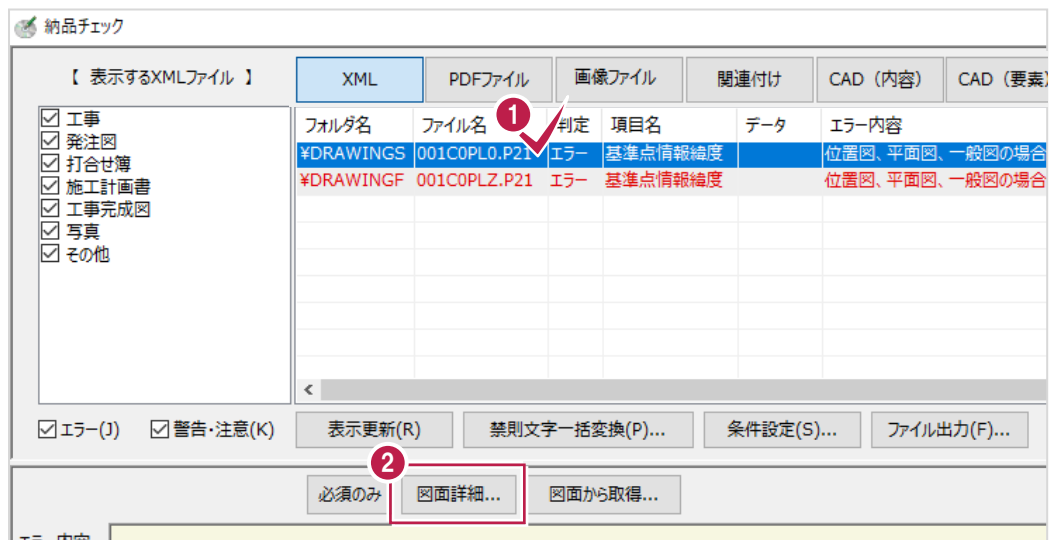 納品チェック
【 表示するXMLファイル 】
XML PDFファイル 画像ファイル 関連付け CAD（内容） CAD（要素）
工事
発注図
打合せ簿
施工計画書
工事完成図
写真
その他
フォルダ名 ファイル名 判定 項目名 データ エラー内容
1
¥DRAWINGS 001C0PL0.P21 エラー 基準点情報緯度 位置図、平面図、一般図の場合
¥DRAWINGF 001C0PLZ.P21 エラー 基準点情報緯度 位置図、平面図、一般図の場合
エラー(J) 警告・注意(K) 表示更新(R) 禁則文字一括変換(P)... 条件設定(S)... ファイル出力(F)...
2
必須のみ 図面詳細... 図面から取得...
エラー内容